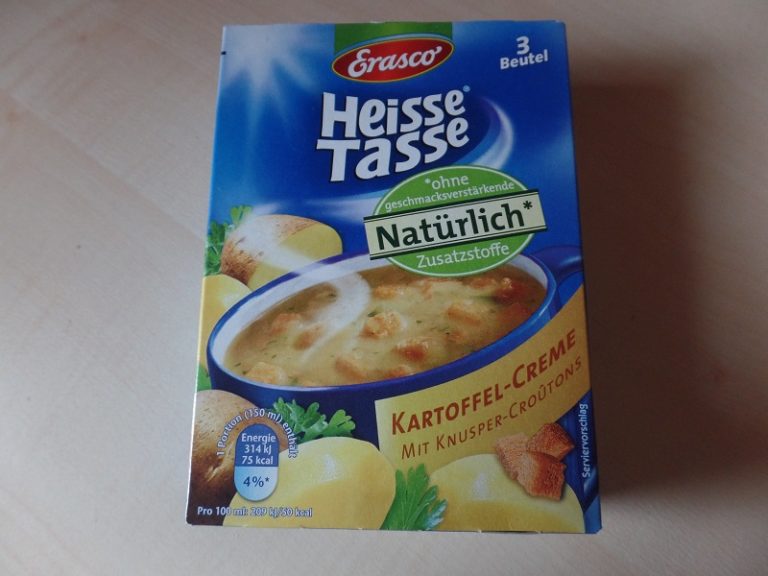 Erasco®
3
Beutel
Heisse®
Tasse
*ohne
geschmacksverstärkende
Natürlich*
Zusatzstoffe
Kartoffel-Creme
Mit Knusper-Croûtons
Serviervorschlag
1 Portion (150 ml) enthält:
Energie
314 kJ
75 kcal
4%*
Pro 100 ml: 209 kJ/50 kcal